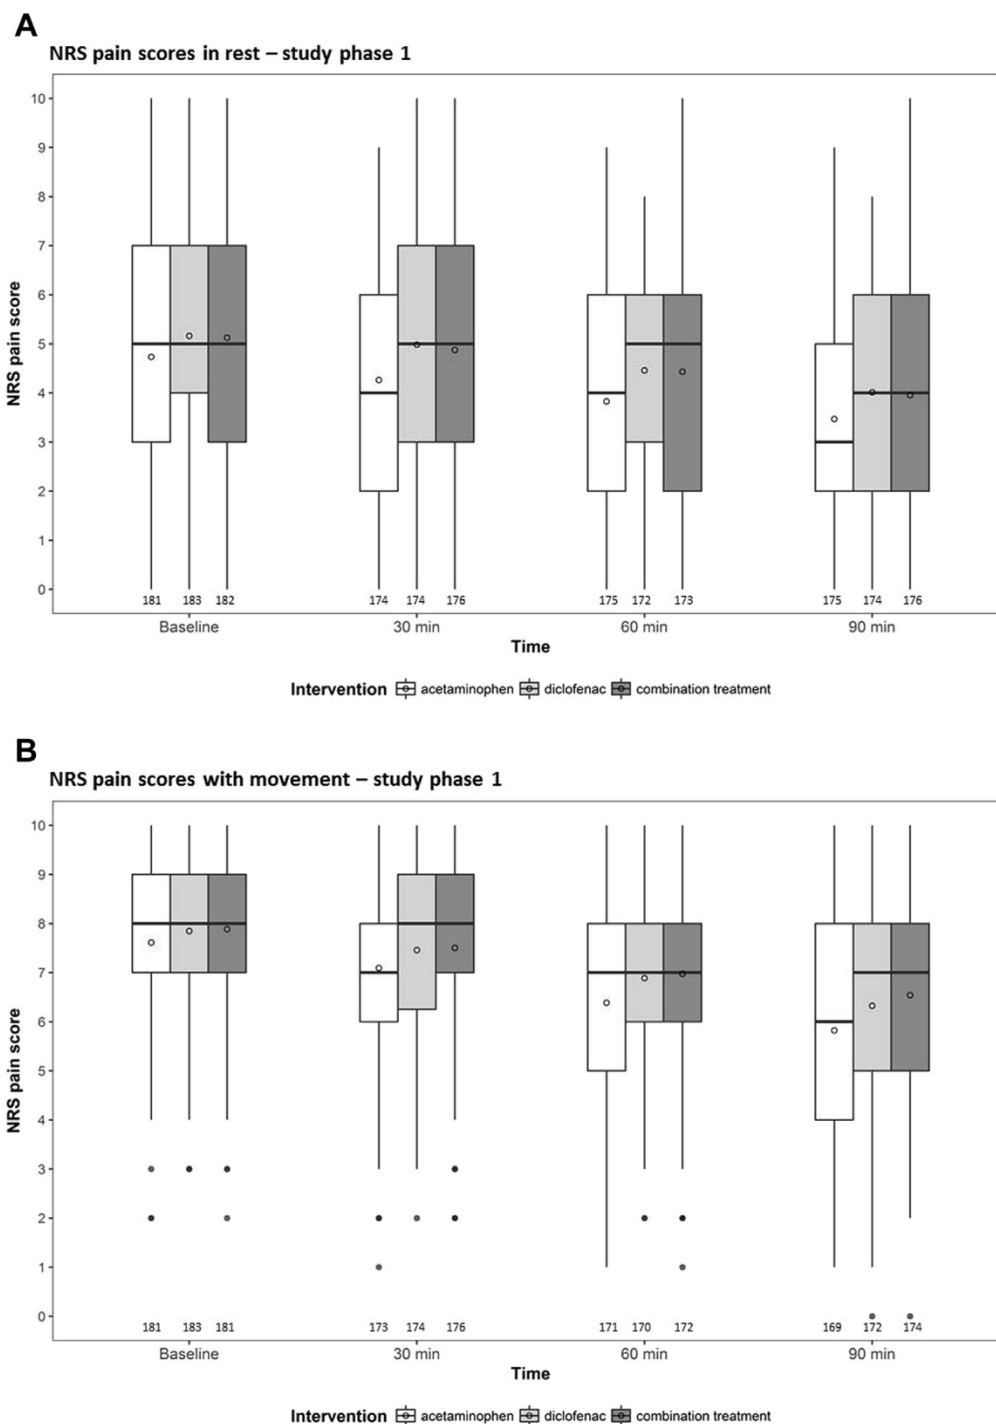 A
NRS pain scores in rest – study phase 1
10
9
8
7
6
5
4
3
2
1
0
NRS pain score
181 183 182 174 174 176 175 172 173 175 174 176
Baseline 30 min 60 min 90 min
Time
Intervention acetaminophen diclofenac combination treatment
B
NRS pain scores with movement – study phase 1
10
9
8
7
6
5
4
3
2
1
0
NRS pain score
181 183 181 173 174 176 171 170 172 169 172 174
Baseline 30 min 60 min 90 min
Time
Intervention acetaminophen diclofenac combination treatment